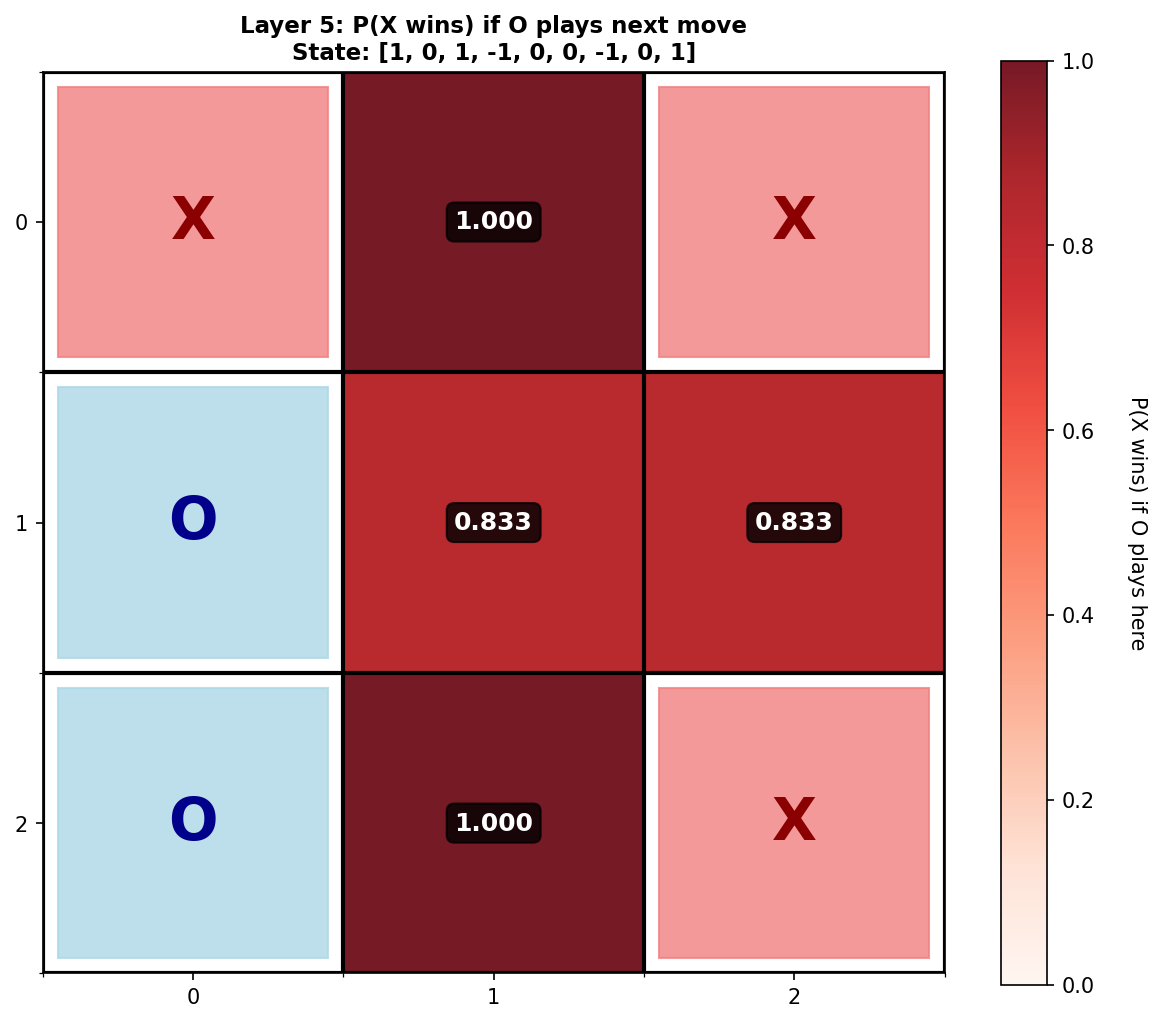 Layer 5: P(X wins) if O plays next move
State: [1, 0, 1, -1, 0, 0, -1, 0, 1]
X
1.000
X
O
0.833
0.833
O
1.000
X
0
1
2
0
1
2
1.0
0.8
0.6
0.4
0.2
0.0
P(X wins) if O plays here